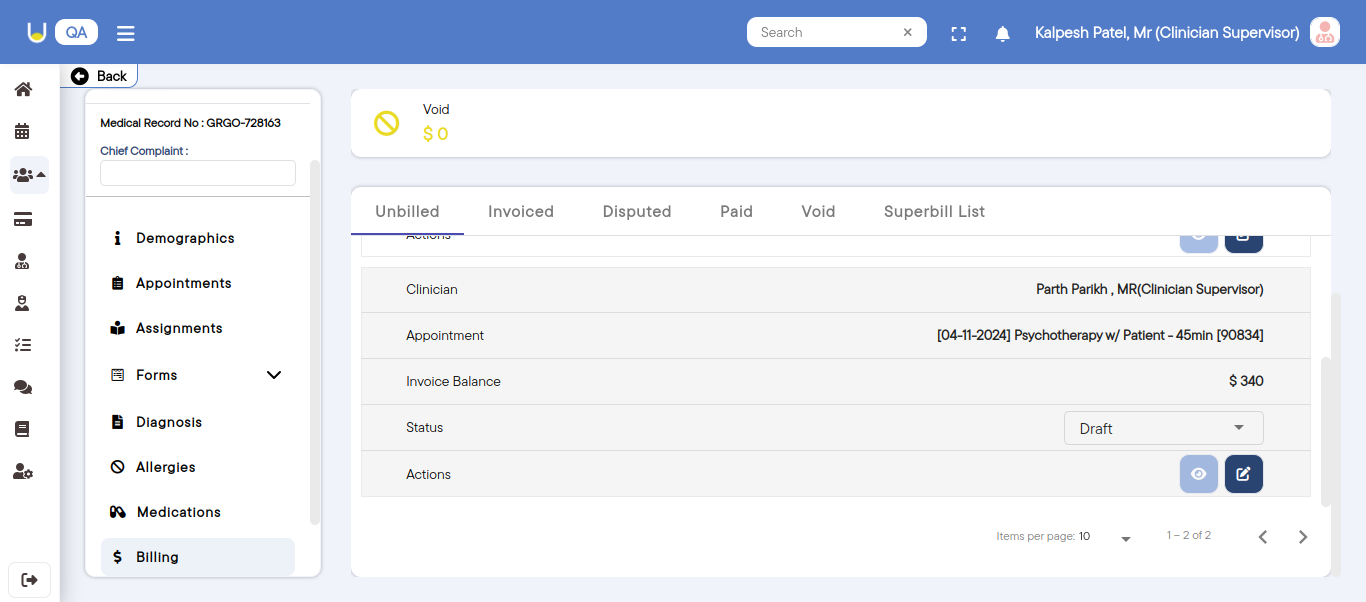 QA
Search
Kalpesh Patel, Mr (Clinician Supervisor)
Back
Medical Record No : GRGO-728163
Chief Complaint :
Demographics
Appointments
Assignments
Forms
Diagnosis
Allergies
Medications
$ Billing
Void
$ 0
Unbilled Invoiced Disputed Paid Void Superbill List
Actions
Clinician Parth Parikh , MR(Clinician Supervisor)
Appointment [04-11-2024] Psychotherapy w/ Patient - 45min [90834]
Invoice Balance $ 340
Status Draft
Actions
Items per page: 10 1 – 2 of 2